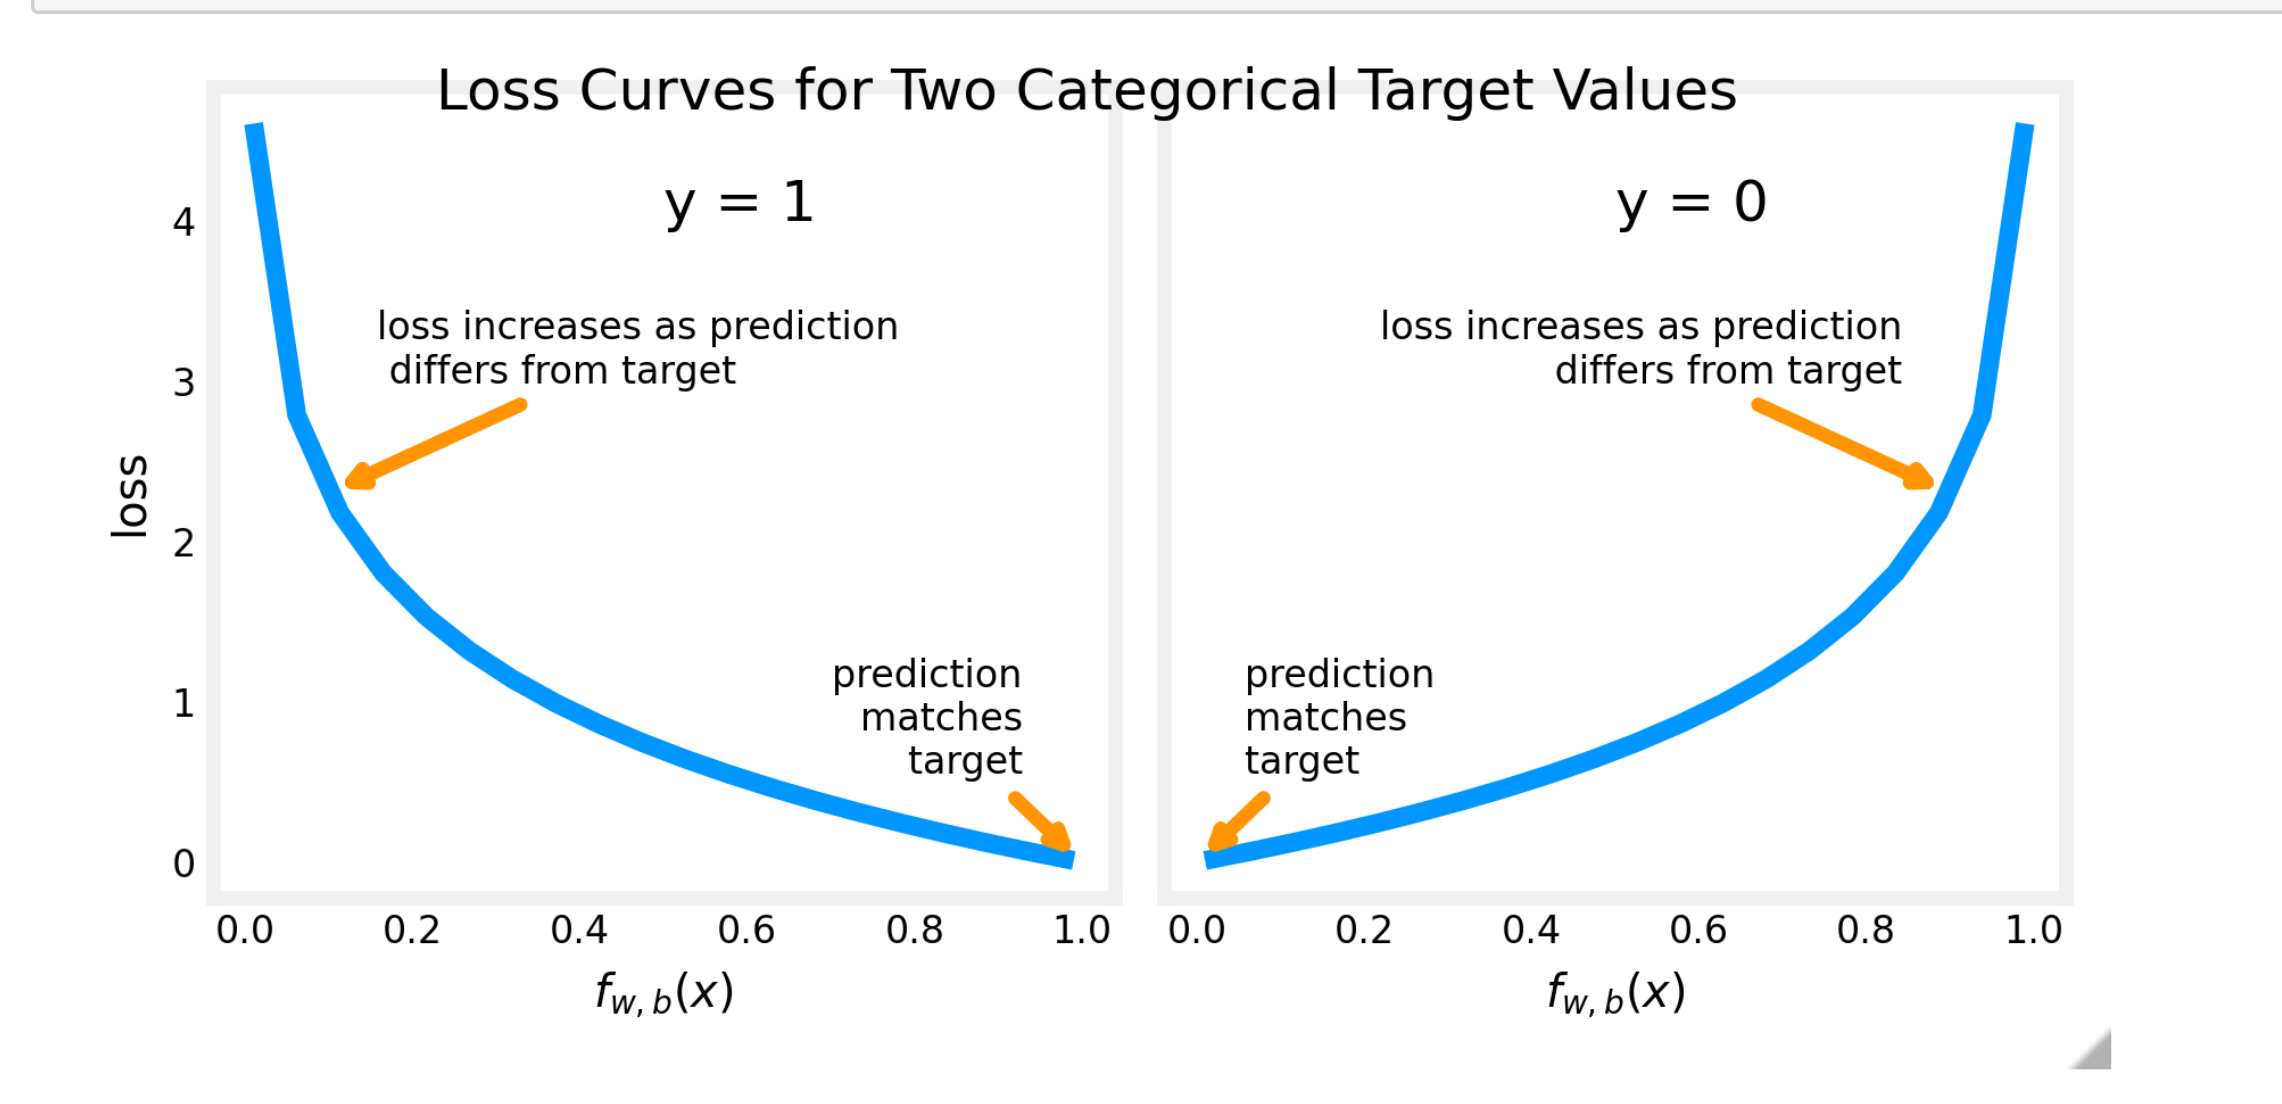 Loss Curves for Two Categorical Target Values
y = 1
loss increases as prediction
differs from target
prediction
matches
target
loss
4
3
2
1
0
0.0 0.2 0.4 0.6 0.8 1.0
f_{w, b}(x)
y = 0
loss increases as prediction
differs from target
prediction
matches
target
0.0 0.2 0.4 0.6 0.8 1.0
f_{w, b}(x)